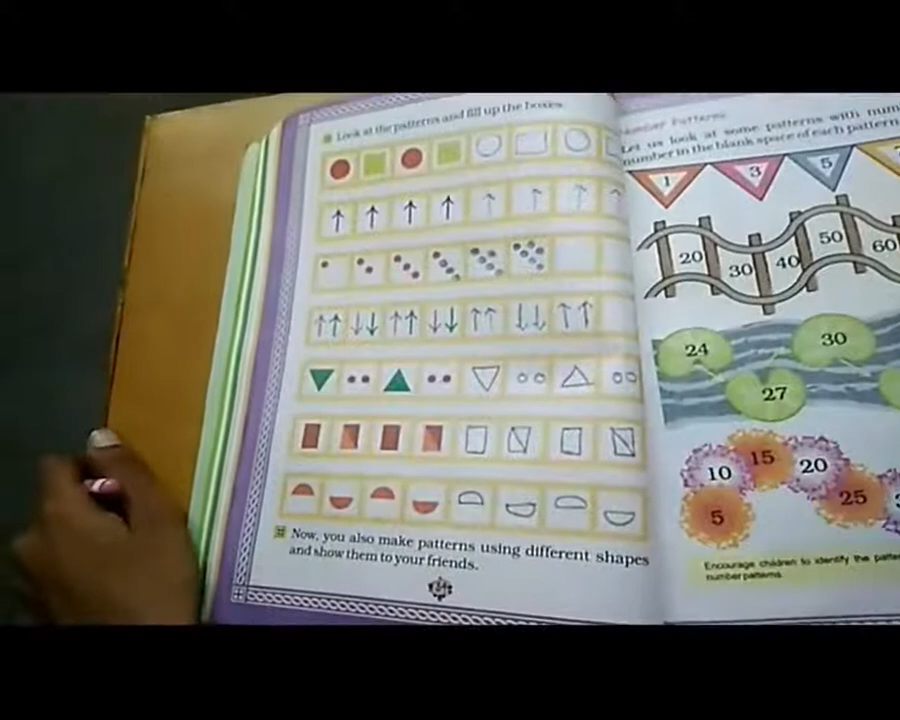 Look at the patterns and fill up the boxes.
Now, you also make patterns using different shapes
and show them to your friends.
Number Patterns
Let us look at some patterns with num
number in the blank space of each pattern
1 3 5
20 30 40 50 60
24 30
27
10 15 20
5 25
Encourage children to identify the patte
number patterns.